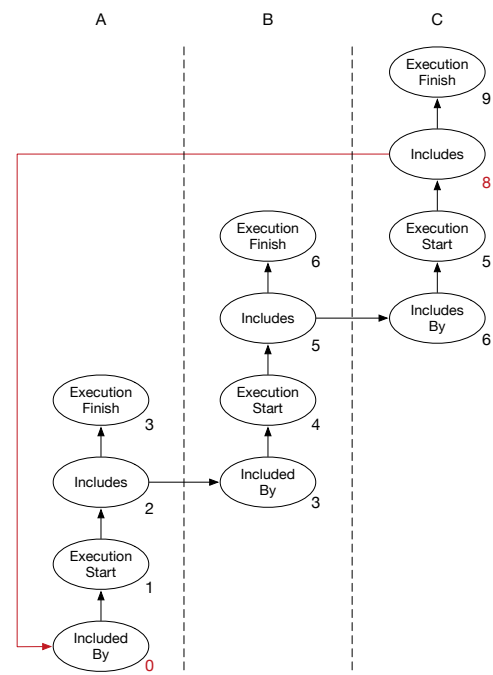 A
B
C
Execution
Finish
9
Includes
8
Execution
Finish
6
Execution
Start
5
Includes
5
Includes
By
6
Execution
Finish
3
Execution
Start
4
Includes
2
Included
By
3
Execution
Start
1
Included
By
0